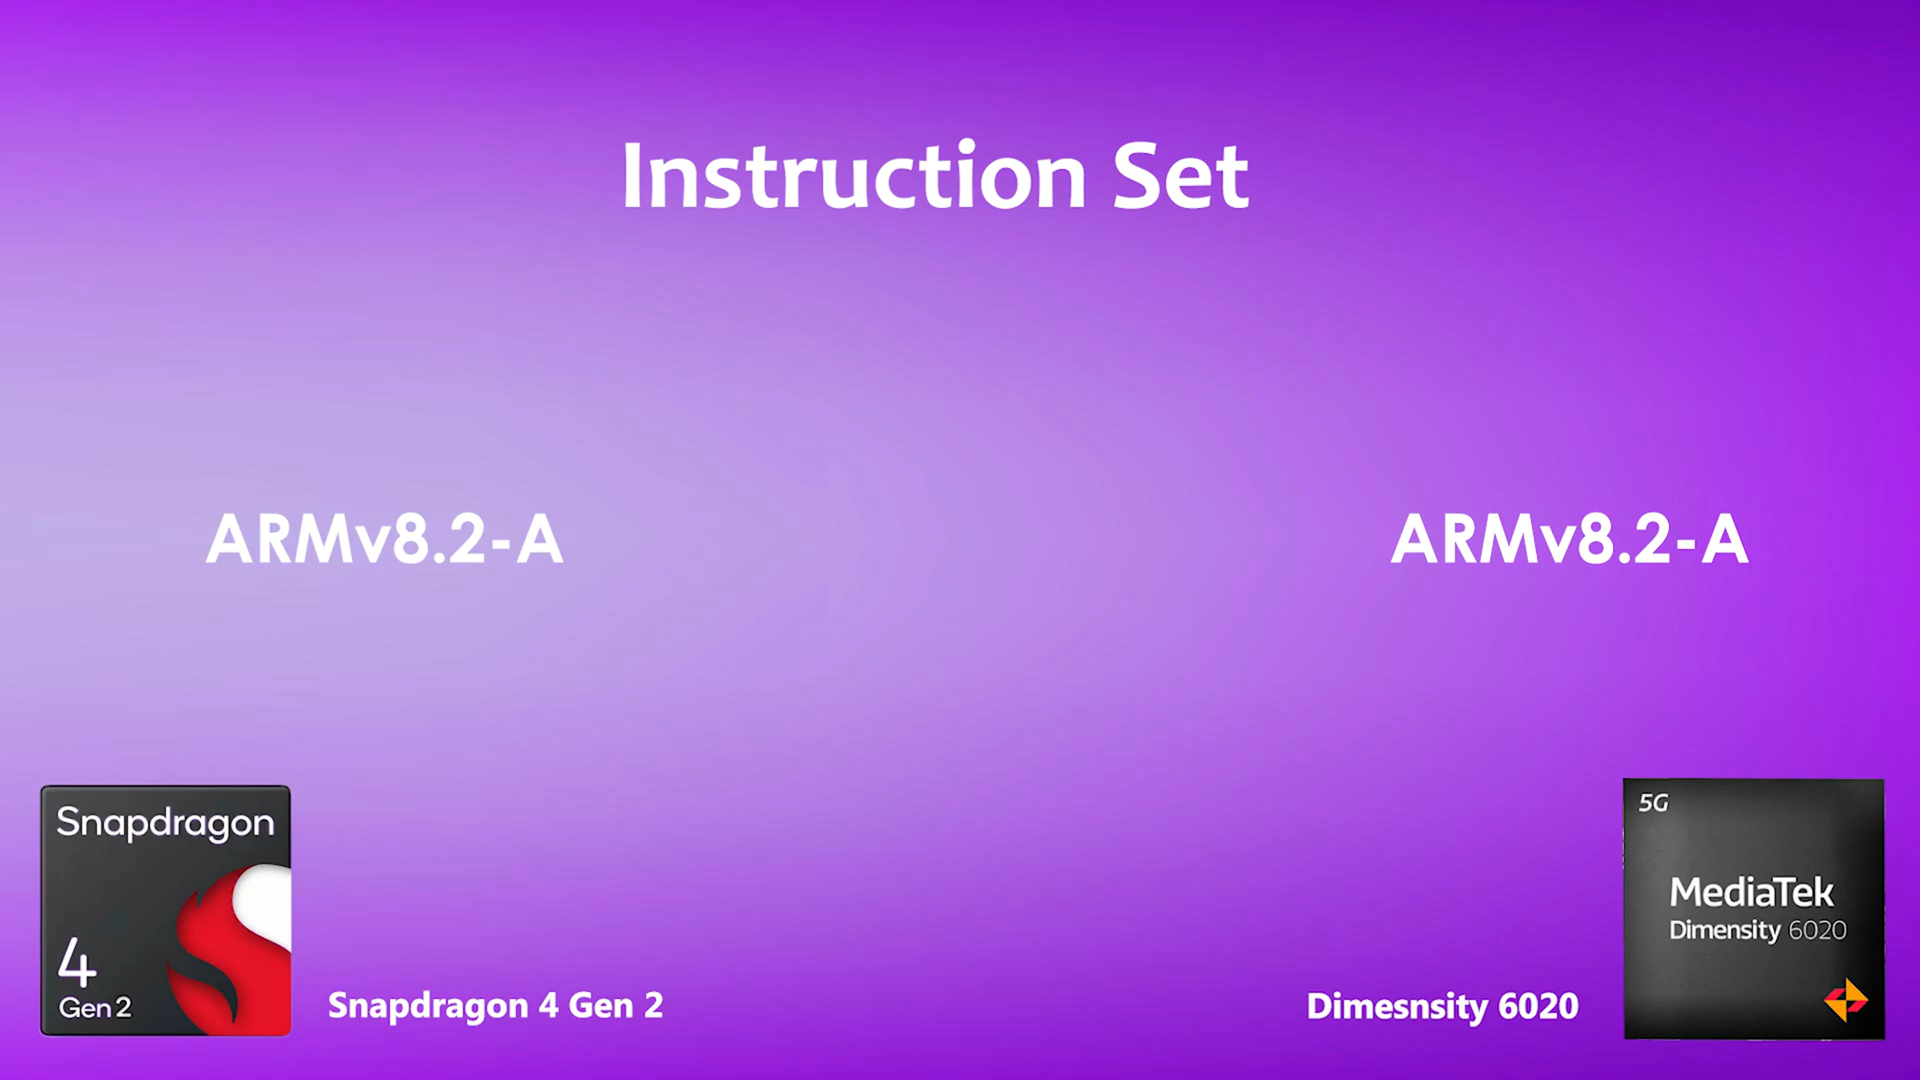 Instruction Set
ARMv8.2-A
ARMv8.2-A
Snapdragon
4
Gen 2
Snapdragon 4 Gen 2
Dimesnsity 6020
5G
MediaTek
Dimensity 6020